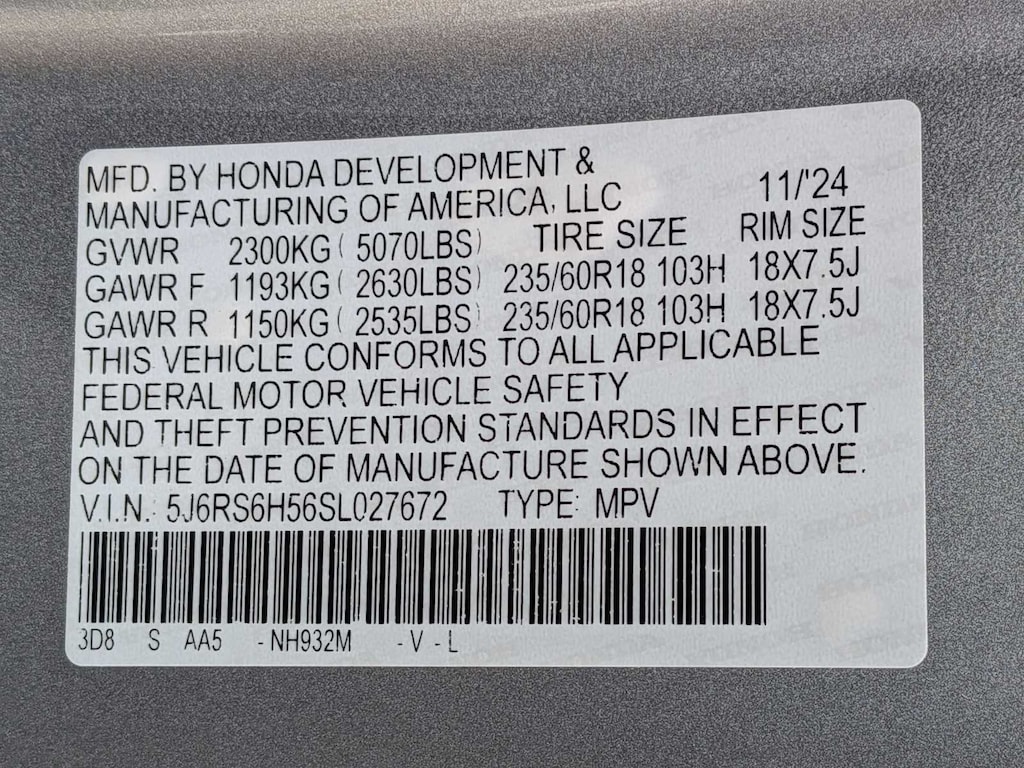 MFD. BY HONDA DEVELOPMENT &
MANUFACTURING OF AMERICA, LLC 11/'24
GVWR 2300KG ( 5070LBS) TIRE SIZE RIM SIZE
GAWR F 1193KG ( 2630LBS) 235/60R18 103H 18X7.5J
GAWR R 1150KG ( 2535LBS) 235/60R18 103H 18X7.5J
THIS VEHICLE CONFORMS TO ALL APPLICABLE
FEDERAL MOTOR VEHICLE SAFETY
AND THEFT PREVENTION STANDARDS IN EFFECT
ON THE DATE OF MANUFACTURE SHOWN ABOVE.
V.I.N.: 5J6RS6H56SL027672 TYPE: MPV
3D8 S AA5 - NH932M - V - L